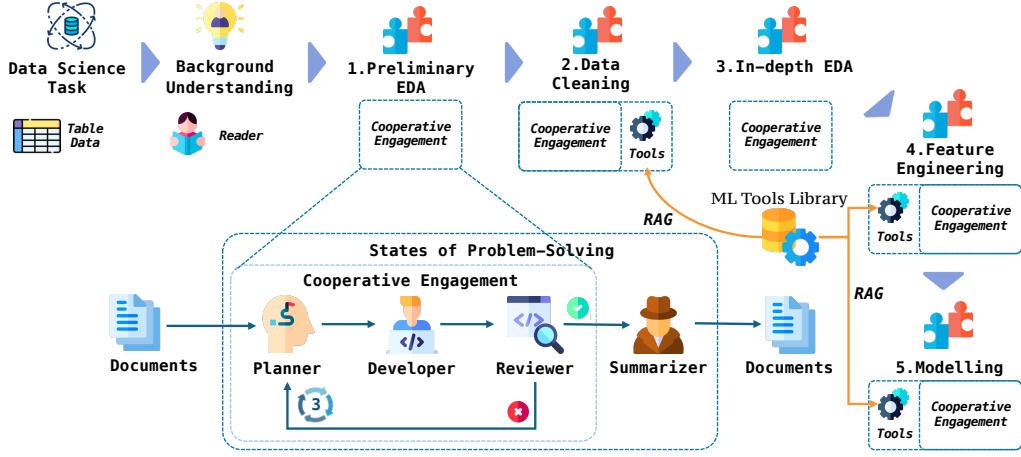 Data Science
Task
Background
Understanding
1.Preliminary
EDA
2.Data
Cleaning
3.In-depth EDA
Table
Data
Reader
Cooperative
Engagement
Cooperative
Engagement
Tools
Cooperative
Engagement
4.Feature
Engineering
ML Tools Library
RAG
Tools
Cooperative
Engagement
States of Problem-Solving
Cooperative Engagement
RAG
</>
</>
Documents
Planner
Developer
Reviewer
Summarizer
Documents
3
5.Modelling
Tools
Cooperative
Engagement